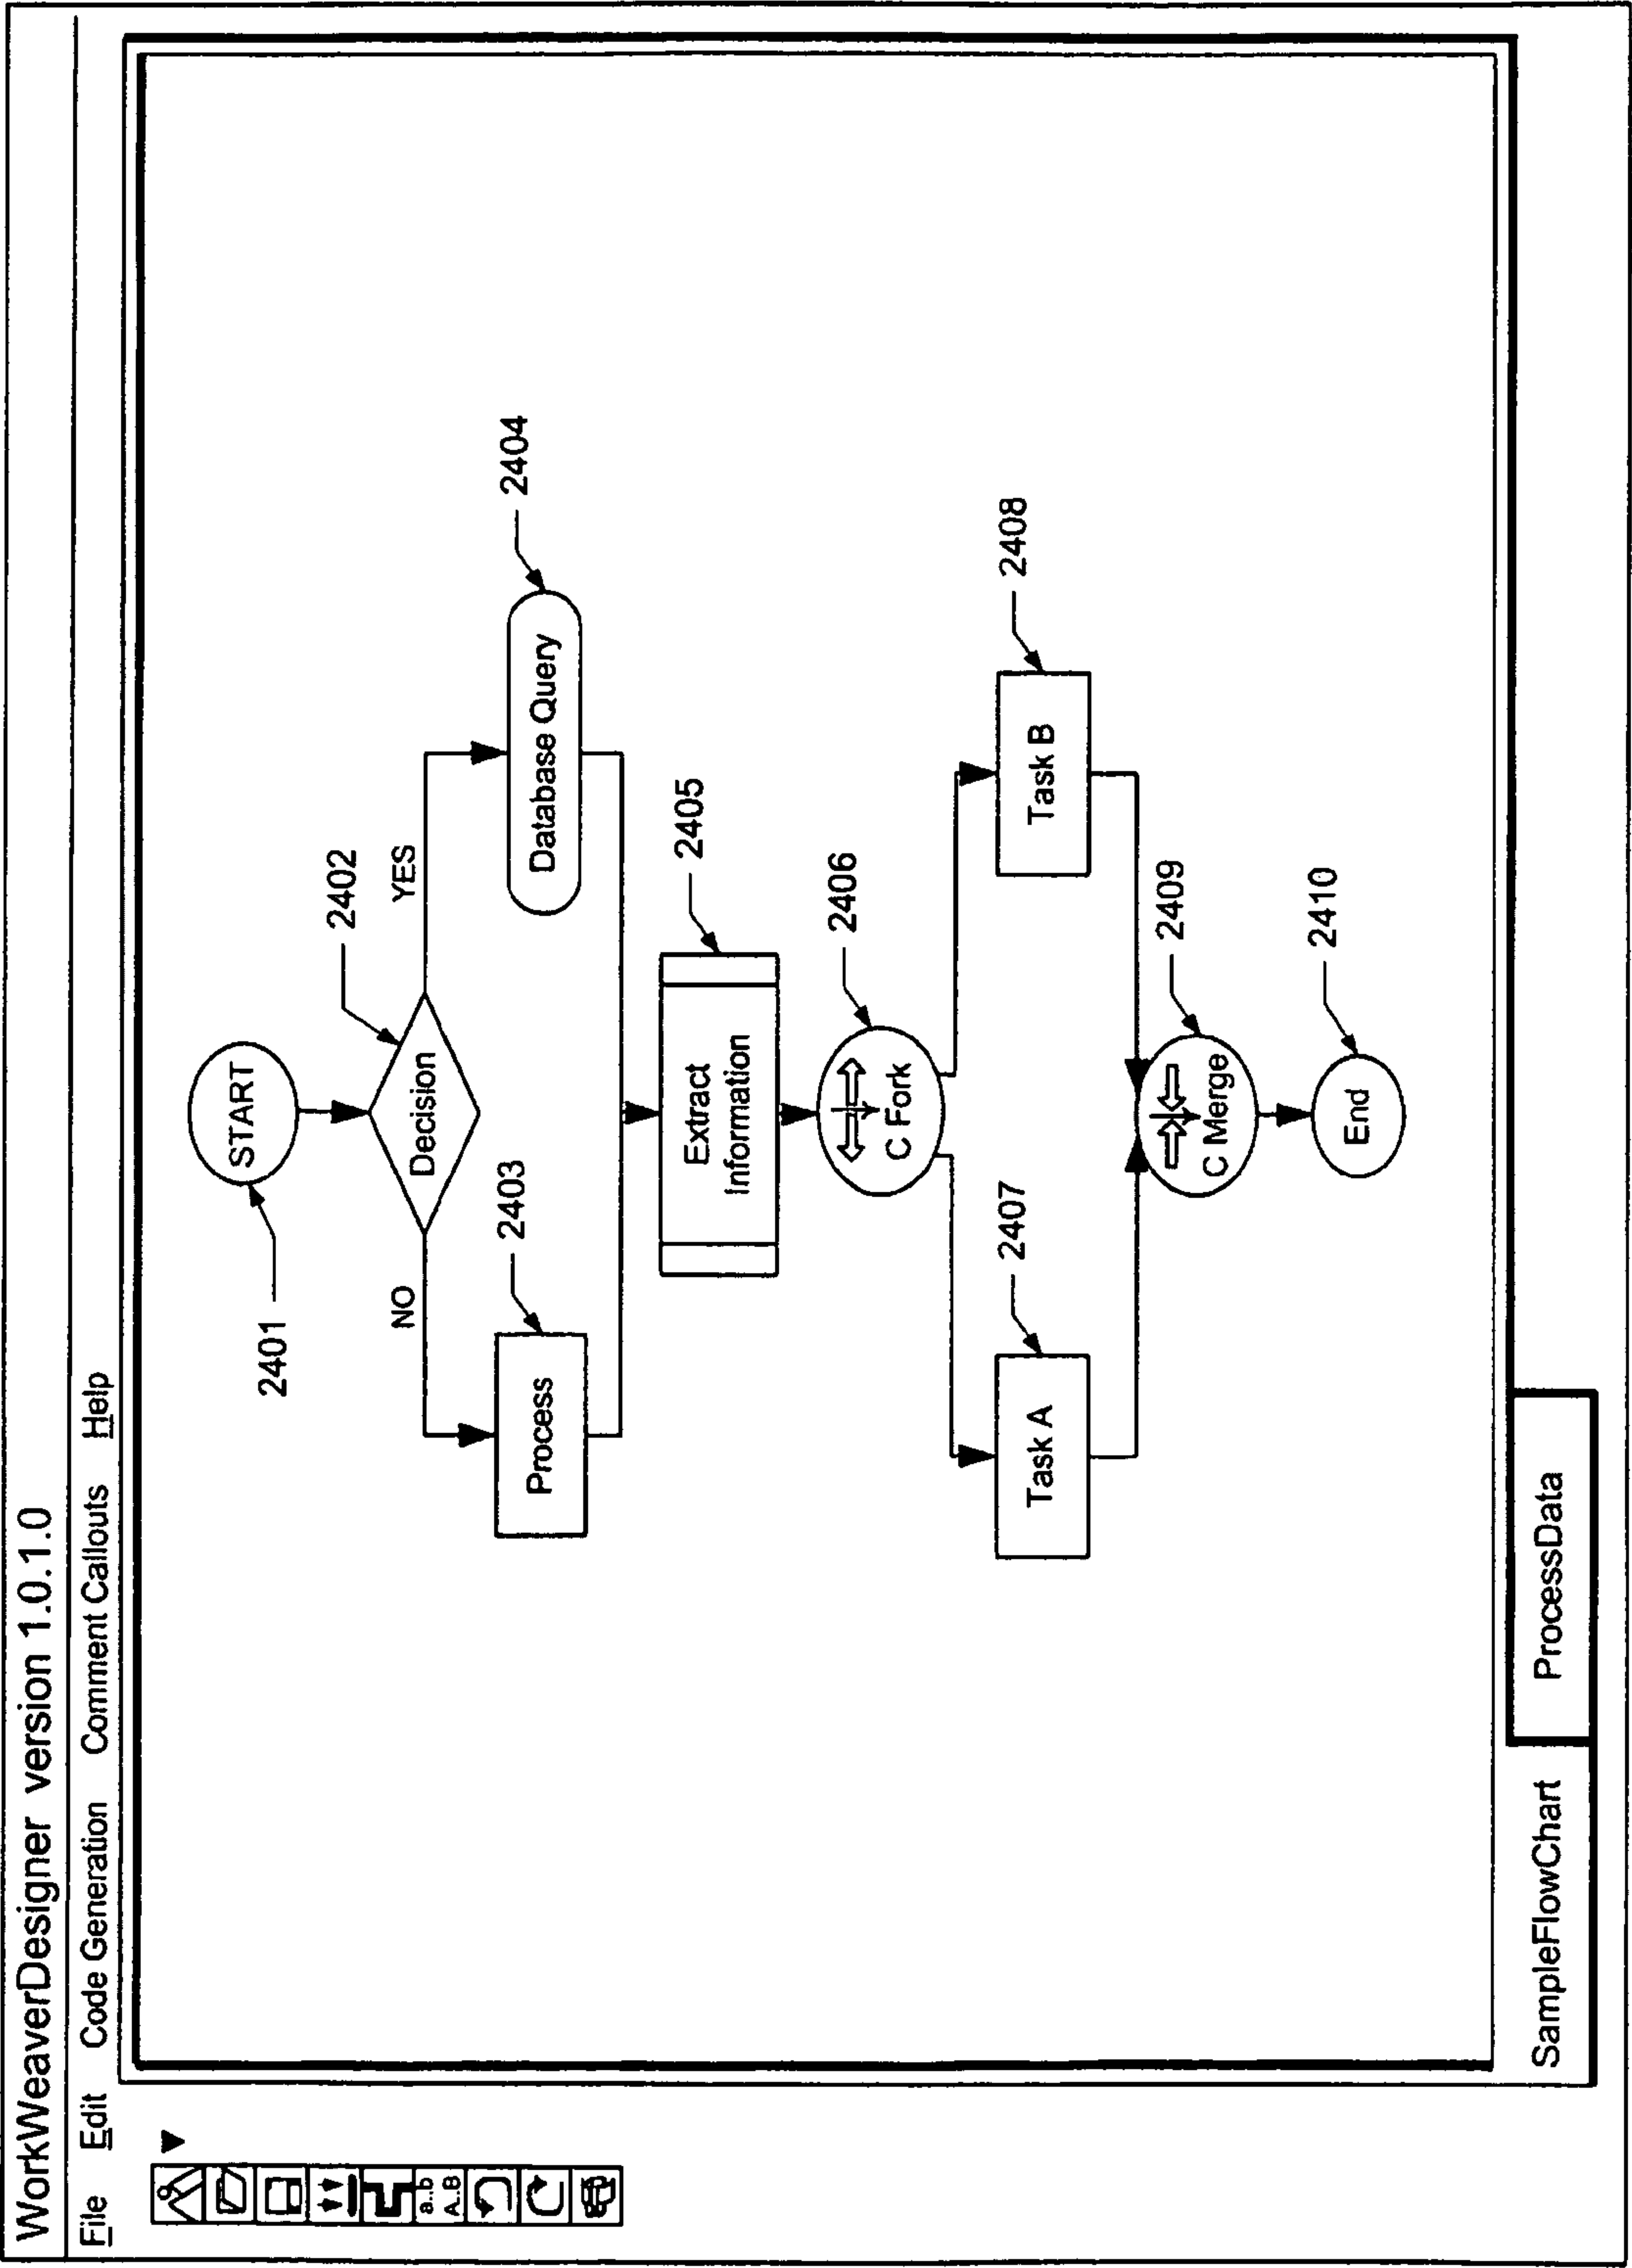 WorkWeaverDesigner version 1.0.1.0
File Edit Code Generation Comment Callouts Help
a..b
A..B
2401
START
2402
Decision
NO
YES
2403
Process
2404
Database Query
2405
Extract
Information
2406
C Fork
2407
Task A
2408
Task B
2409
C Merge
2410
End
SampleFlowChart
ProcessData